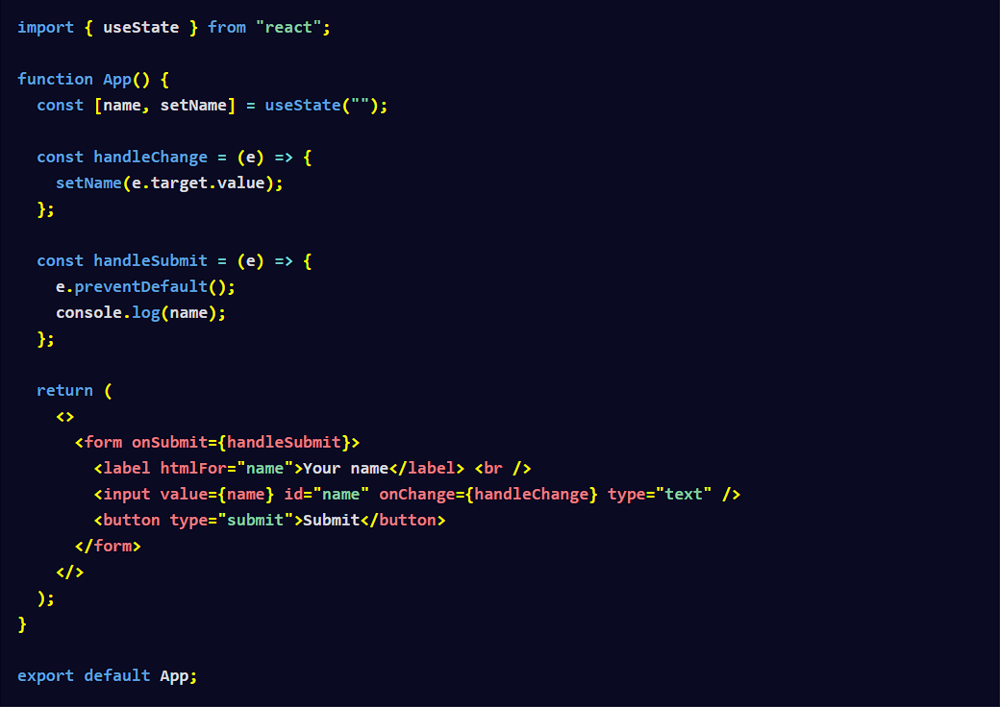 import { useState } from "react";
function App() {
  const [name, setName] = useState("");
  const handleChange = (e) => {
    setName(e.target.value);
  };
  const handleSubmit = (e) => {
    e.preventDefault();
    console.log(name);
  };
  return (
    <>
      <form onSubmit={handleSubmit}>
        <label htmlFor="name">Your name</label> <br />
        <input value={name} id="name" onChange={handleChange} type="text" />
        <button type="submit">Submit</button>
      </form>
    </>
  );
}
export default App;